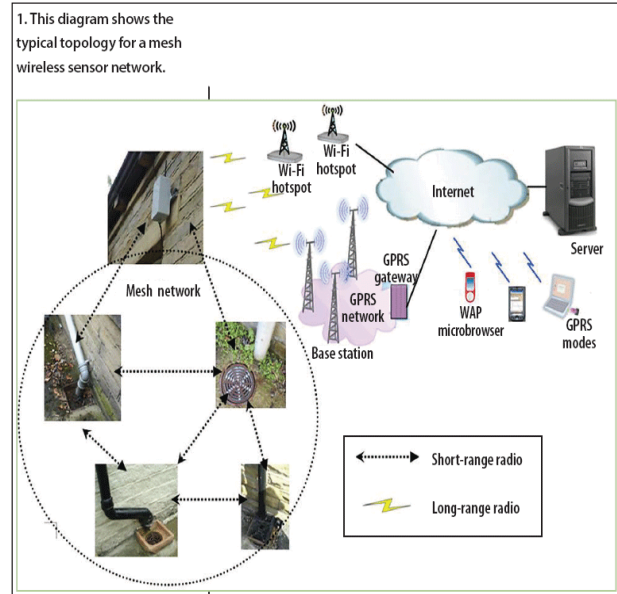 1. This diagram shows the
typical topology for a mesh
wireless sensor network.
Wi-Fi
hotspot
Wi-Fi
hotspot
Internet
Server
GPRS
gateway
GPRS
network
Base station
WAP
microbrowser
GPRS
modes
Mesh network
Short-range radio
Long-range radio